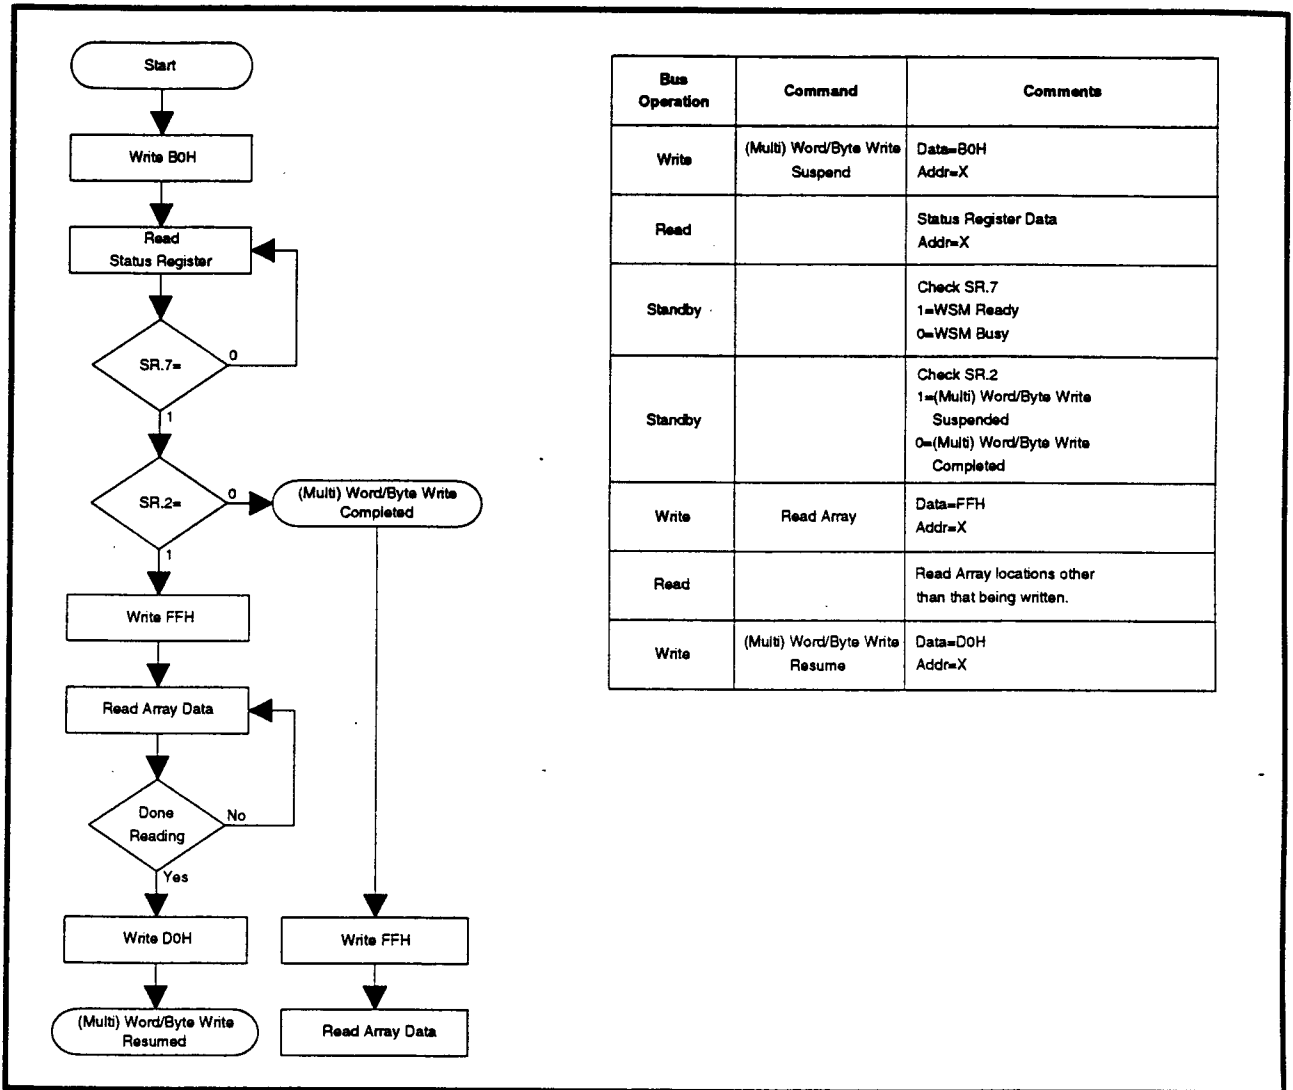 Start
Write B0H
Read
Status Register
SR.7=
0
1
SR.2=
0
(Multi) Word/Byte Write
Completed
1
Write FFH
Read Array Data
Done
Reading
No
Yes
Write D0H
(Multi) Word/Byte Write
Resumed
Write FFH
Read Array Data
Bus
Operation
Command
Comments
Write
(Multi) Word/Byte Write
Suspend
Data=B0H
Addr=X
Read
Status Register Data
Addr=X
Standby
Check SR.7
1=WSM Ready
0=WSM Busy
Standby
Check SR.2
1=(Multi) Word/Byte Write
Suspended
0=(Multi) Word/Byte Write
Completed
Write
Read Array
Data=FFH
Addr=X
Read
Read Array locations other
than that being written.
Write
(Multi) Word/Byte Write
Resume
Data=D0H
Addr=X